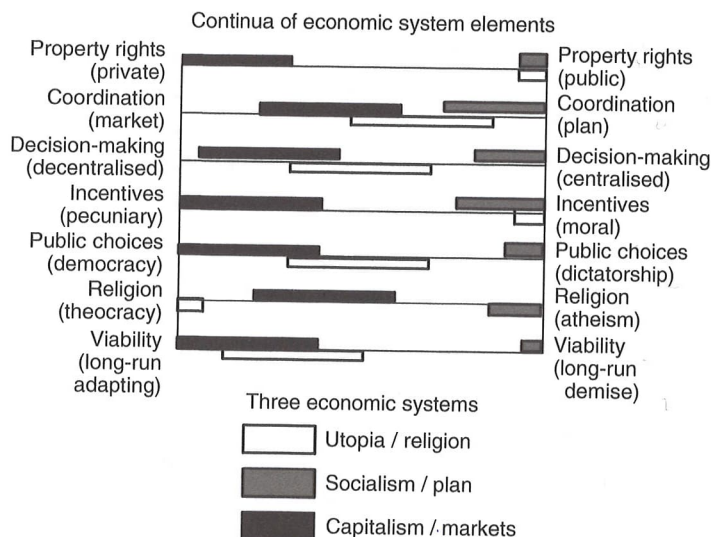 Continua of economic system elements
Property rights
(private)
Property rights
(public)
Coordination
(market)
Coordination
(plan)
Decision-making
(decentralised)
Decision-making
(centralised)
Incentives
(pecuniary)
Incentives
(moral)
Public choices
(democracy)
Public choices
(dictatorship)
Religion
(theocracy)
Religion
(atheism)
Viability
(long-run
adapting)
Viability
(long-run
demise)
Three economic systems
Utopia / religion
Socialism / plan
Capitalism / markets